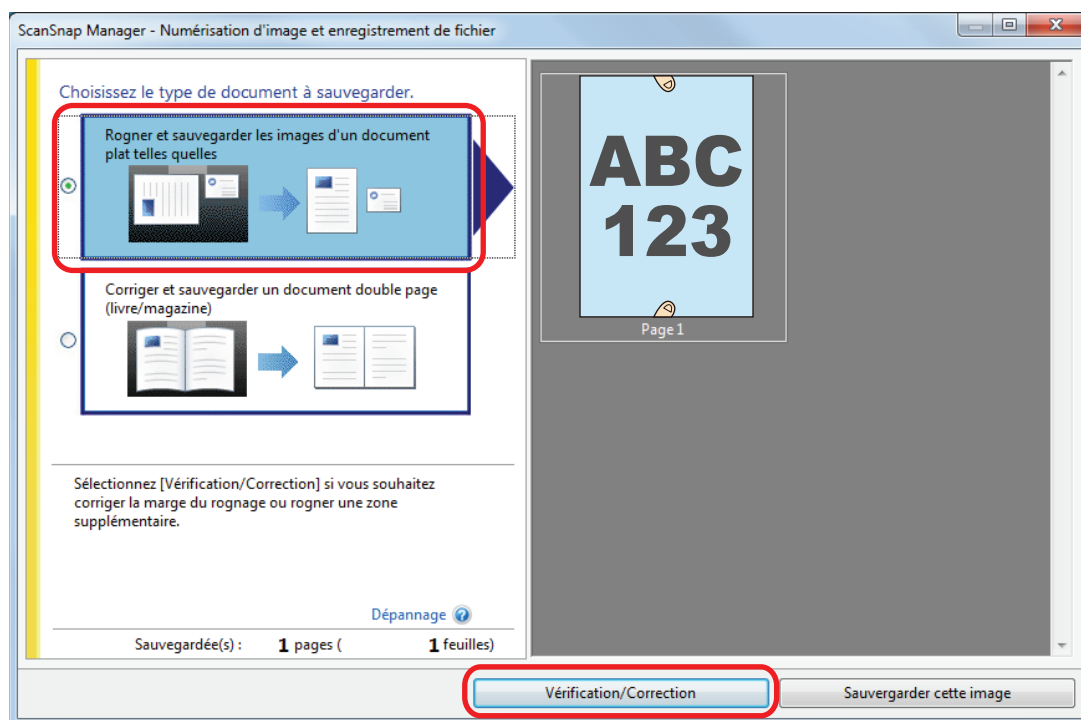 ScanSnap Manager - Numérisation d'image et enregistrement de fichier
Choisissez le type de document à sauvegarder.
Rogner et sauvegarder les images d'un document
plat telles quelles
Corriger et sauvegarder un document double page
(livre/magazine)
Sélectionnez [Vérification/Correction] si vous souhaitez
corriger la marge du rognage ou rogner une zone
supplémentaire.
Dépannage
Sauvegardée(s) : 1 pages ( 1 feuilles)
ABC
123
Page 1
Vérification/Correction
Sauvergarder cette image